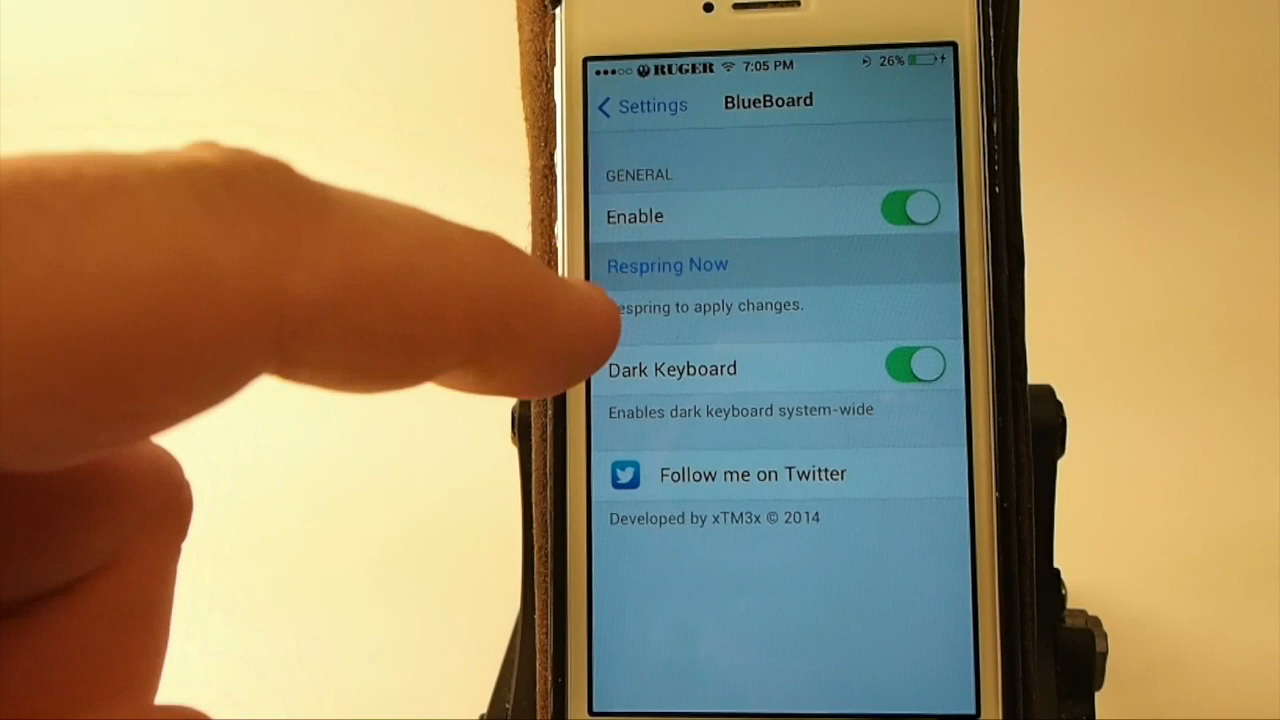 RUGER 7:05 PM 26%
Settings BlueBoard
GENERAL
Enable
Respring Now
espring to apply changes.
Dark Keyboard
Enables dark keyboard system-wide
Follow me on Twitter
Developed by xTM3x © 2014